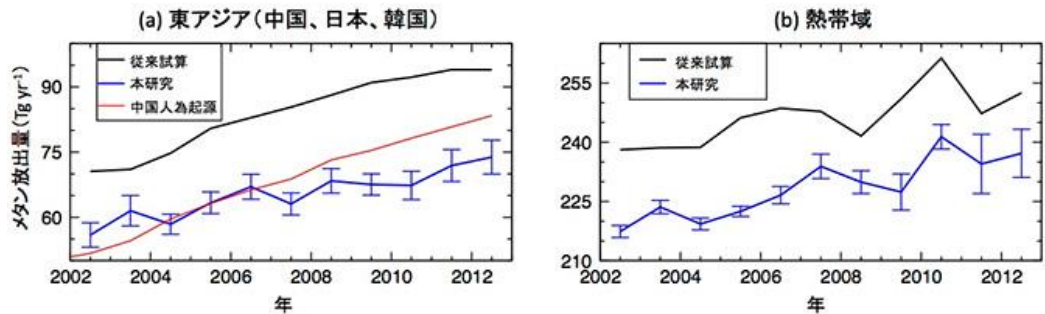 (a) 東アジア(中国、日本、韓国)
従来試算
本研究
中国人為起源
メタン放出量(Tg yr⁻¹)
90
75
60
2002 2004 2006 2008 2010 2012
年
(b) 熱帯域
従来試算
本研究
255
240
225
210
2002 2004 2006 2008 2010 2012
年